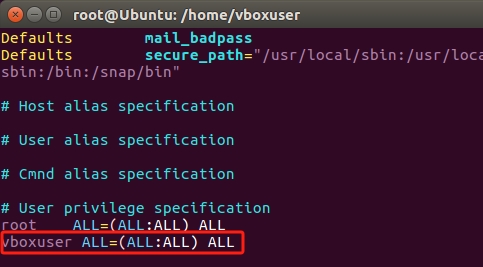 root@Ubuntu: /home/vboxuser
Defaults        mail_badpass
Defaults        secure_path="/usr/local/sbin:/usr/loca
sbin:/bin:/snap/bin"
# Host alias specification
# User alias specification
# Cmnd alias specification
# User privilege specification
root    ALL=(ALL:ALL) ALL
vboxuser ALL=(ALL:ALL) ALL